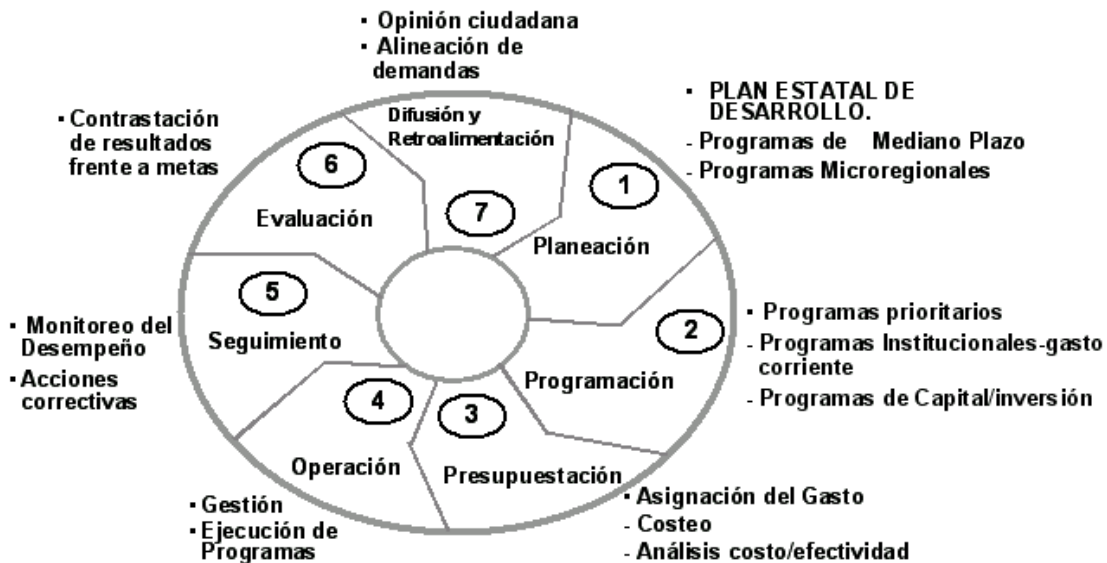 ▪ Opinión ciudadana
▪ Alineación de
demandas
Difusión y
Retroalimentación
7
▪ PLAN ESTATAL DE
DESARROLLO.
- Programas de Mediano Plazo
- Programas Microregionales
1
Planeación
▪ Programas prioritarios
- Programas Institucionales-gasto
corriente
- Programas de Capital/inversión
2
Programación
3
Presupuestación
▪ Asignación del Gasto
- Costeo
- Análisis costo/efectividad
4
Operación
▪ Gestión
▪ Ejecución de
Programas
5
Seguimiento
▪ Monitoreo del
Desempeño
▪ Acciones
correctivas
6
Evaluación
▪ Contrastación
de resultados
frente a metas